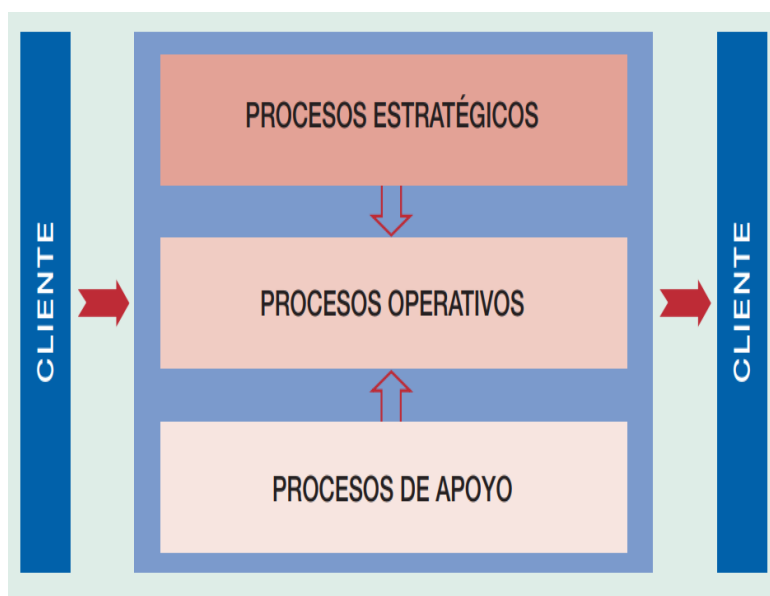 CLIENTE
PROCESOS ESTRATÉGICOS
PROCESOS OPERATIVOS
PROCESOS DE APOYO
CLIENTE